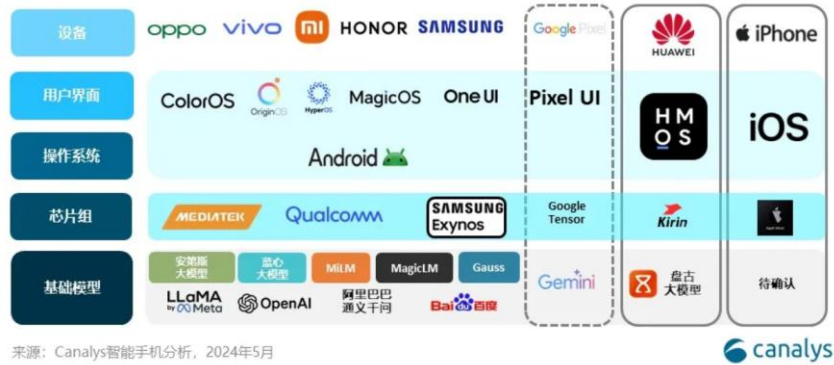 设备
oppo
vivo
HONOR
SAMSUNG
Google Pixel
HUAWEI
iPhone
用户界面
ColorOS
OriginOS
HyperOS
MagicOS
One UI
Pixel UI
HM
OS
iOS
操作系统
Android
芯片组
MEDIATEK
Qualcomm
SAMSUNG
Exynos
Google
Tensor
Kirin
基础模型
安第斯
大模型
蓝心
大模型
MiLM
MagicLM
Gauss
LLaMA
by Meta
OpenAI
阿里巴巴
通义千问
Bai百度
Gemini
盘古
大模型
待确认
来源：Canalys智能手机分析，2024年5月
canalys